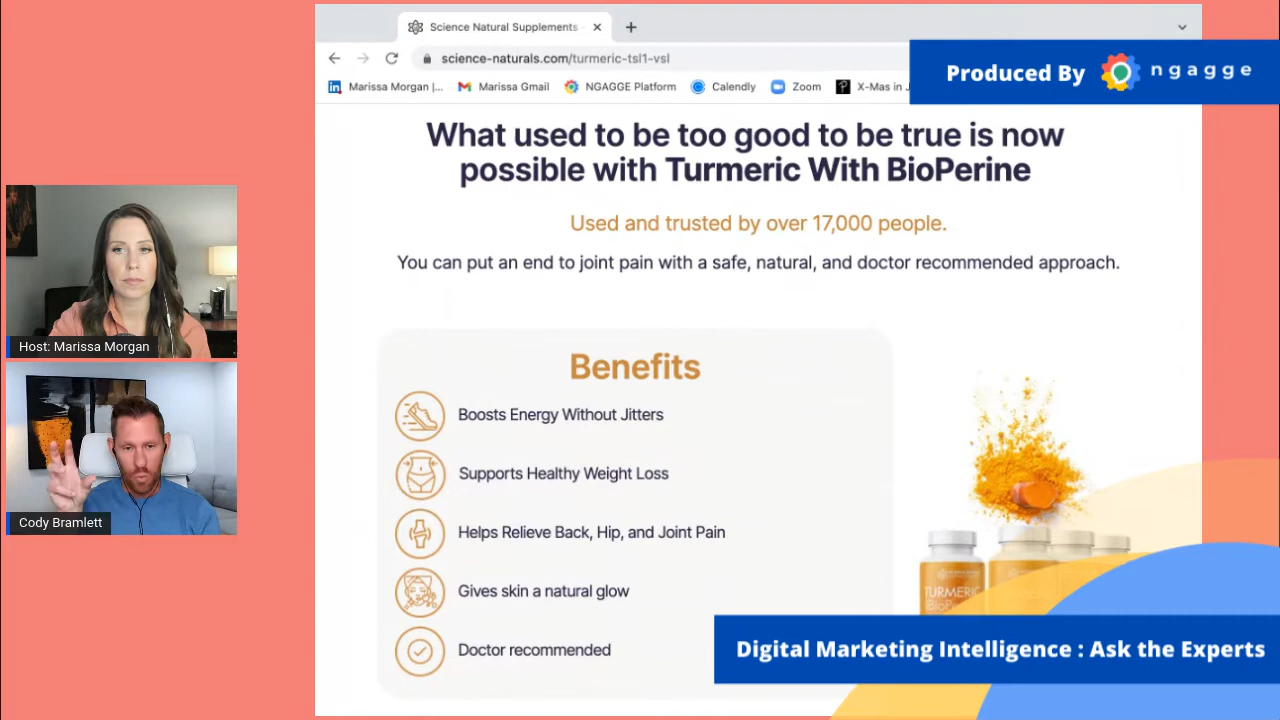 Science Natural Supplements
science-naturals.com/turmeric-tsl1-vsl
Marissa Morgan |...
Marissa Gmail
NGAGGE Platform
Calendly
Zoom
X-Mas in J
Produced By ngagge
What used to be too good to be true is now
possible with Turmeric With BioPerine
Used and trusted by over 17,000 people.
You can put an end to joint pain with a safe, natural, and doctor recommended approach.
Host: Marissa Morgan
Cody Bramlett
Benefits
Boosts Energy Without Jitters
Supports Healthy Weight Loss
Helps Relieve Back, Hip, and Joint Pain
Gives skin a natural glow
Doctor recommended
TURMERIC
Digital Marketing Intelligence : Ask the Experts